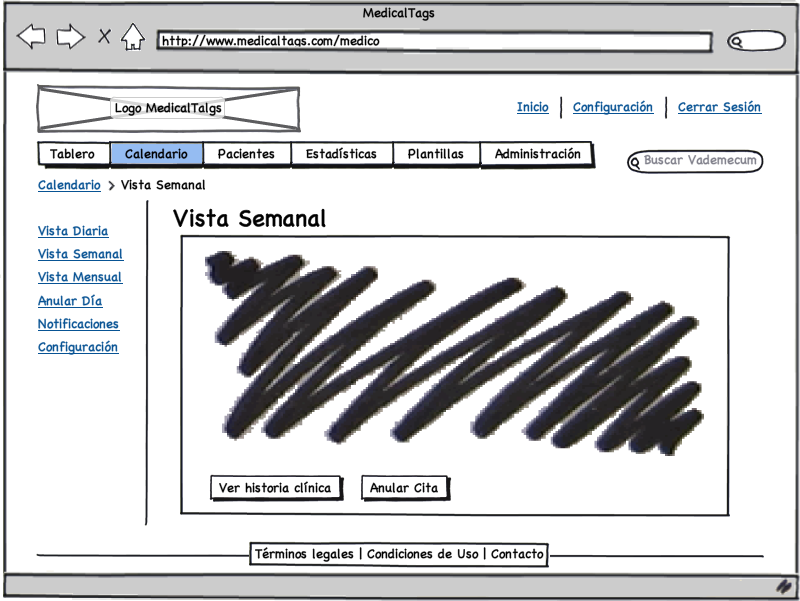 MedicalTags
http://www.medicaltags.com/medico
Logo MedicalTalgs
Inicio | Configuración | Cerrar Sesión
Tablero Calendario Pacientes Estadísticas Plantillas Administración
Buscar Vademecum
Calendario > Vista Semanal
Vista Semanal
Vista Diaria
Vista Semanal
Vista Mensual
Anular Día
Notificaciones
Configuración
Ver historia clínica Anular Cita
Términos legales | Condiciones de Uso | Contacto